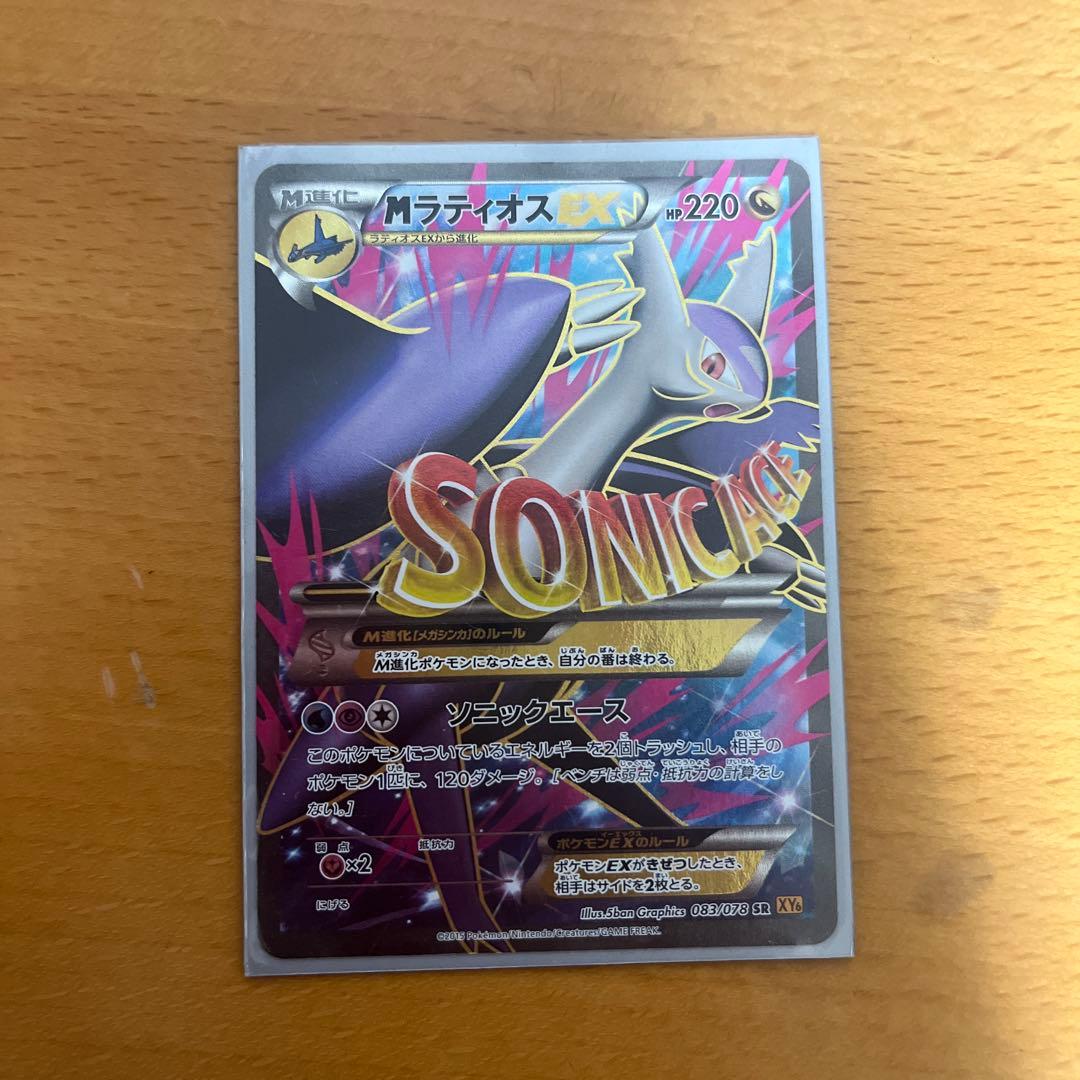 M進化
MラティオスEX
HP220
ラティオスEXから進化
SONIC ACE
M進化[メガシンカ]のルール
M進化ポケモンになったとき、自分の番は終わる。
ソニックエース
このポケモンについているエネルギーを2個トラッシュし、相手の
ポケモン1匹に、120ダメージ。[ベンチは弱点・抵抗力の計算をし
ない。]
弱点 抵抗力
×2
にげる
ポケモンEXのルール
ポケモンEXがきぜつしたとき、
相手はサイドを2枚とる。
Illus.5ban Graphics 083/078 SR XY6
©2015 Pokémon/Nintendo/Creatures/GAME FREAK.